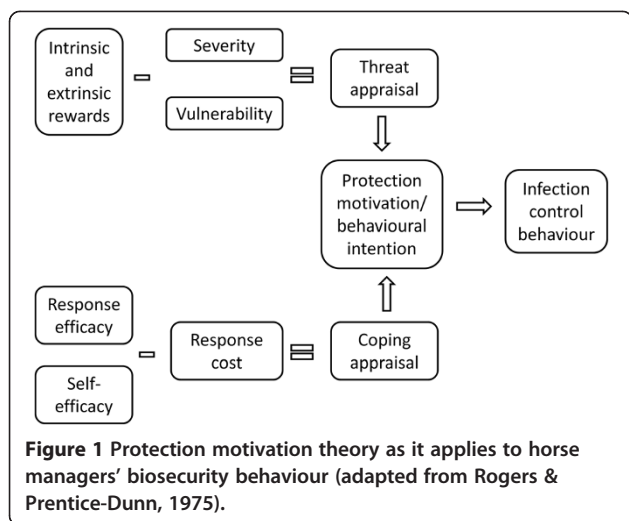 Intrinsic
and
extrinsic
rewards
Severity
Vulnerability
Threat
appraisal
Protection
motivation/
behavioural
intention
Infection
control
behaviour
Response
efficacy
Self-
efficacy
Response
cost
Coping
appraisal
Figure 1 Protection motivation theory as it applies to horse
managers’ biosecurity behaviour (adapted from Rogers &
Prentice-Dunn, 1975).